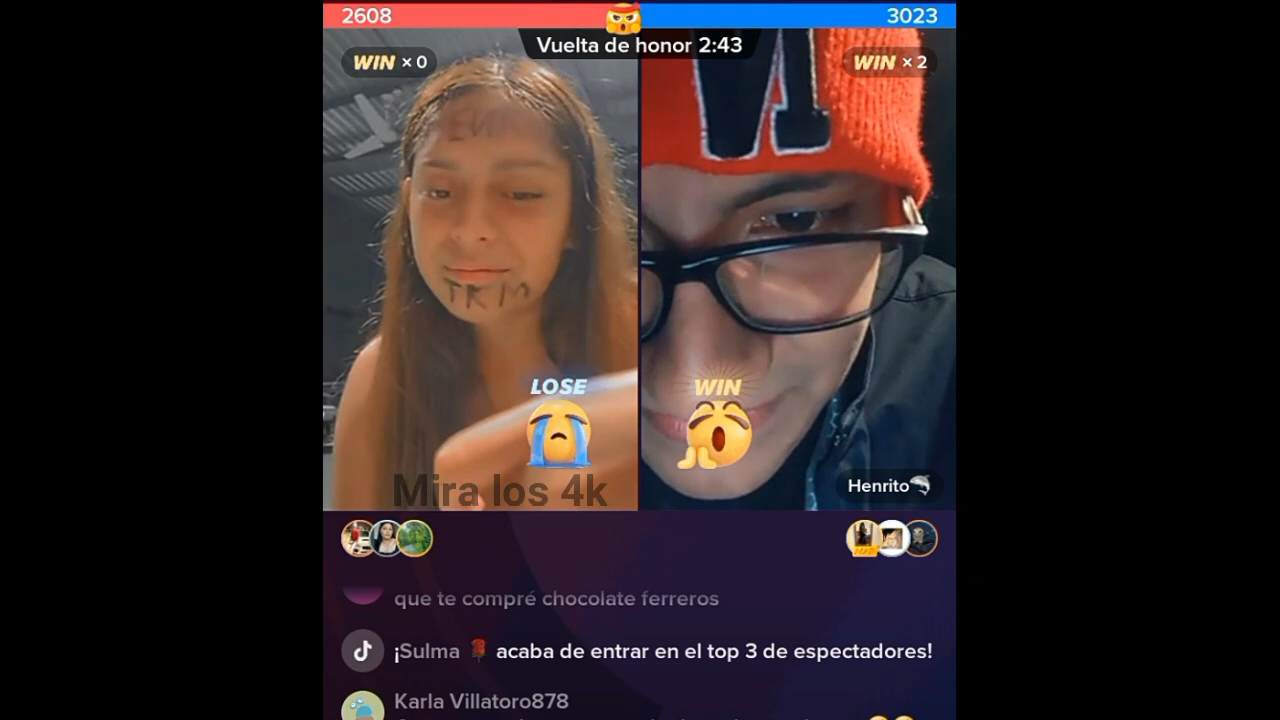 2608
3023
Vuelta de honor 2:43
WIN × 0
WIN × 2
TKM
LOSE
WIN
Mira los 4k
Henrito
que te compré chocolate ferreros
¡Sulma acaba de entrar en el top 3 de espectadores!
Karla Villatoro878